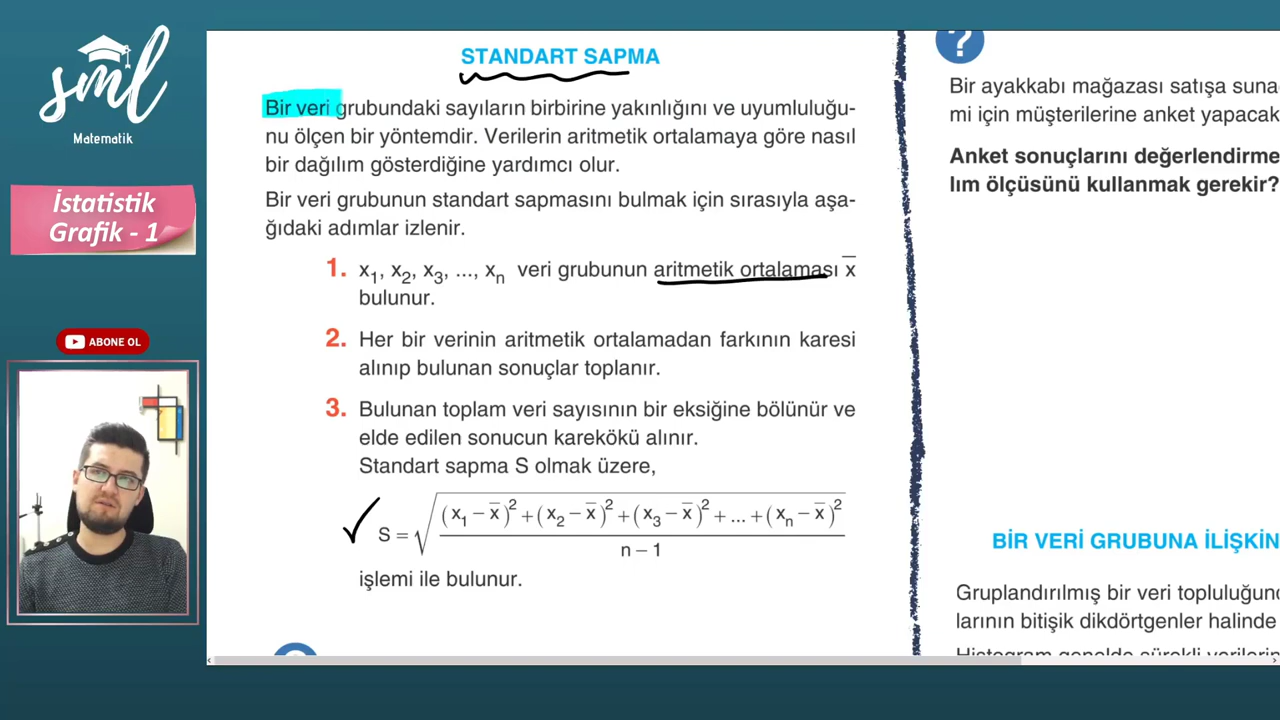 sml
Matematik
İstatistik
Grafik - 1
ABONE OL
STANDART SAPMA
Bir veri grubundaki sayıların birbirine yakınlığını ve uyumluluğu-
nu ölçen bir yöntemdir. Verilerin aritmetik ortalamaya göre nasıl
bir dağılım gösterdiğine yardımcı olur.
Bir veri grubunun standart sapmasını bulmak için sırasıyla aşa-
ğıdaki adımlar izlenir.
1. x₁, x₂, x₃, ..., xₙ veri grubunun aritmetik ortalaması x̅
bulunur.
2. Her bir verinin aritmetik ortalamadan farkının karesi
alınıp bulunan sonuçlar toplanır.
3. Bulunan toplam veri sayısının bir eksiğine bölünür ve
elde edilen sonucun karekökü alınır.
Standart sapma S olmak üzere,
S = √((x₁ – x̅)² + (x₂ – x̅)² + (x₃ – x̅)² + ... + (xₙ – x̅)² / n – 1)
işlemi ile bulunur.
?
Bir ayakkabı mağazası satışa suna
mi için müşterilerine anket yapacak
Anket sonuçlarını değerlendirme
lım ölçüsünü kullanmak gerekir?
BİR VERİ GRUBUNA İLİŞKİN
Gruplandırılmış bir veri topluluğund
larının bitişik dikdörtgenler halinde
Histogram genelde sürekli verilerin